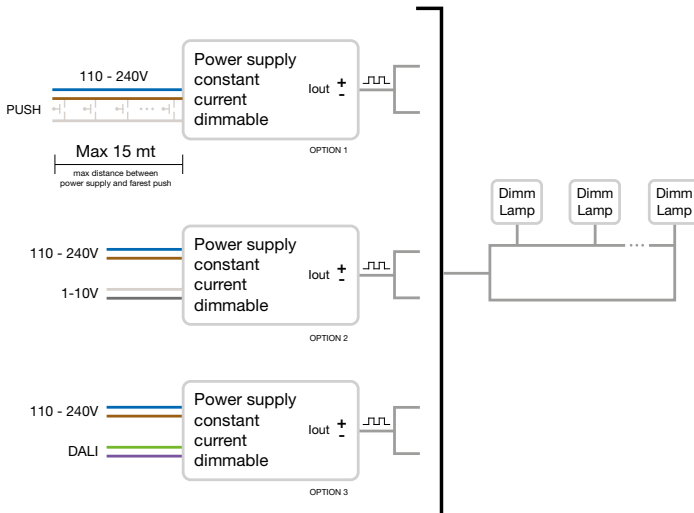 110 - 240V
PUSH
Power supply
constant
current
dimmable
Iout + -
OPTION 1
Max 15 mt
max distance between
power supply and farest push
110 - 240V
1-10V
Power supply
constant
current
dimmable
Iout + -
OPTION 2
110 - 240V
DALI
Power supply
constant
current
dimmable
Iout + -
OPTION 3
Dimm
Lamp
Dimm
Lamp
Dimm
Lamp